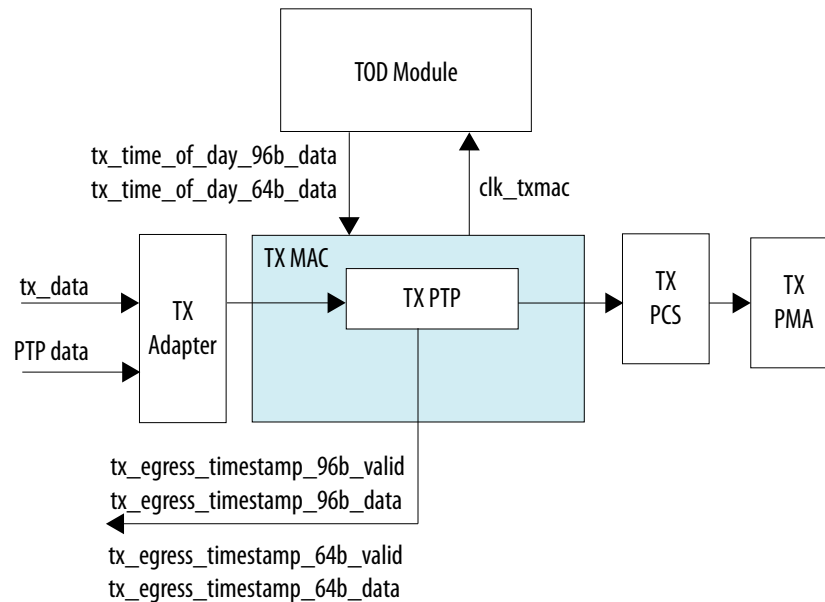 TOD Module
tx_time_of_day_96b_data
tx_time_of_day_64b_data
clk_txmac
TX MAC
TX PTP
tx_data
PTP data
TX
Adapter
TX
PCS
TX
PMA
tx_egress_timestamp_96b_valid
tx_egress_timestamp_96b_data
tx_egress_timestamp_64b_valid
tx_egress_timestamp_64b_data